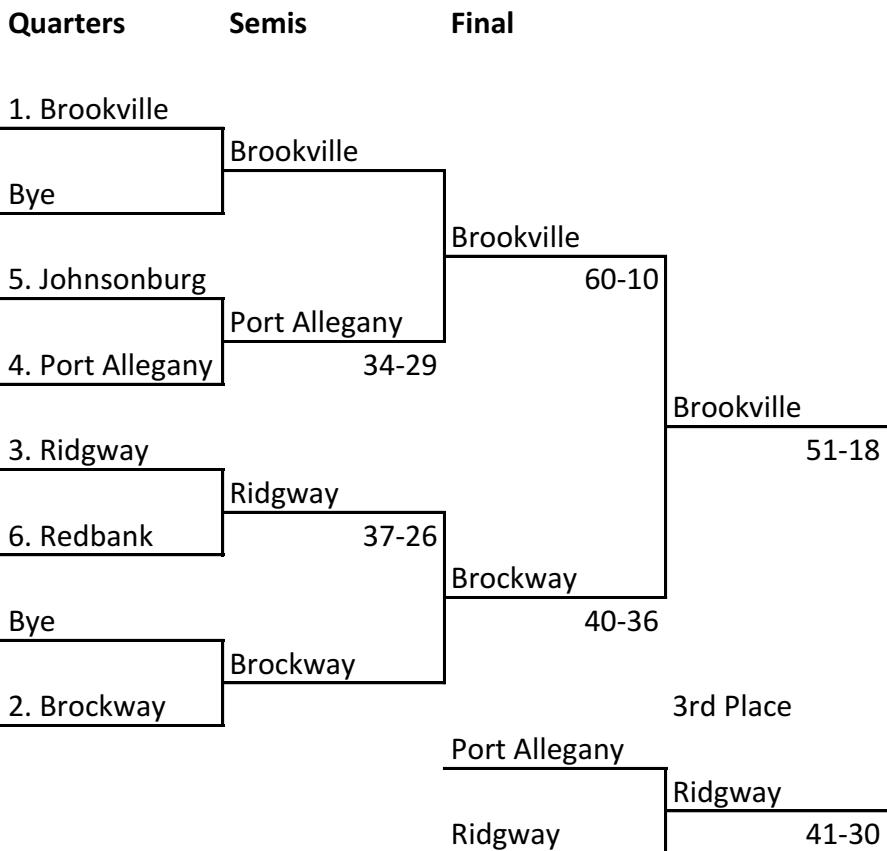 Quarters Semis Final
1. Brookville
Brookville
Bye
Brookville
5. Johnsonburg 60-10
Port Allegany
4. Port Allegany 34-29
Brookville
3. Ridgway 51-18
Ridgway
6. Redbank 37-26
Brockway
Bye 40-36
Brockway
2. Brockway 3rd Place
Port Allegany
Ridgway
Ridgway 41-30